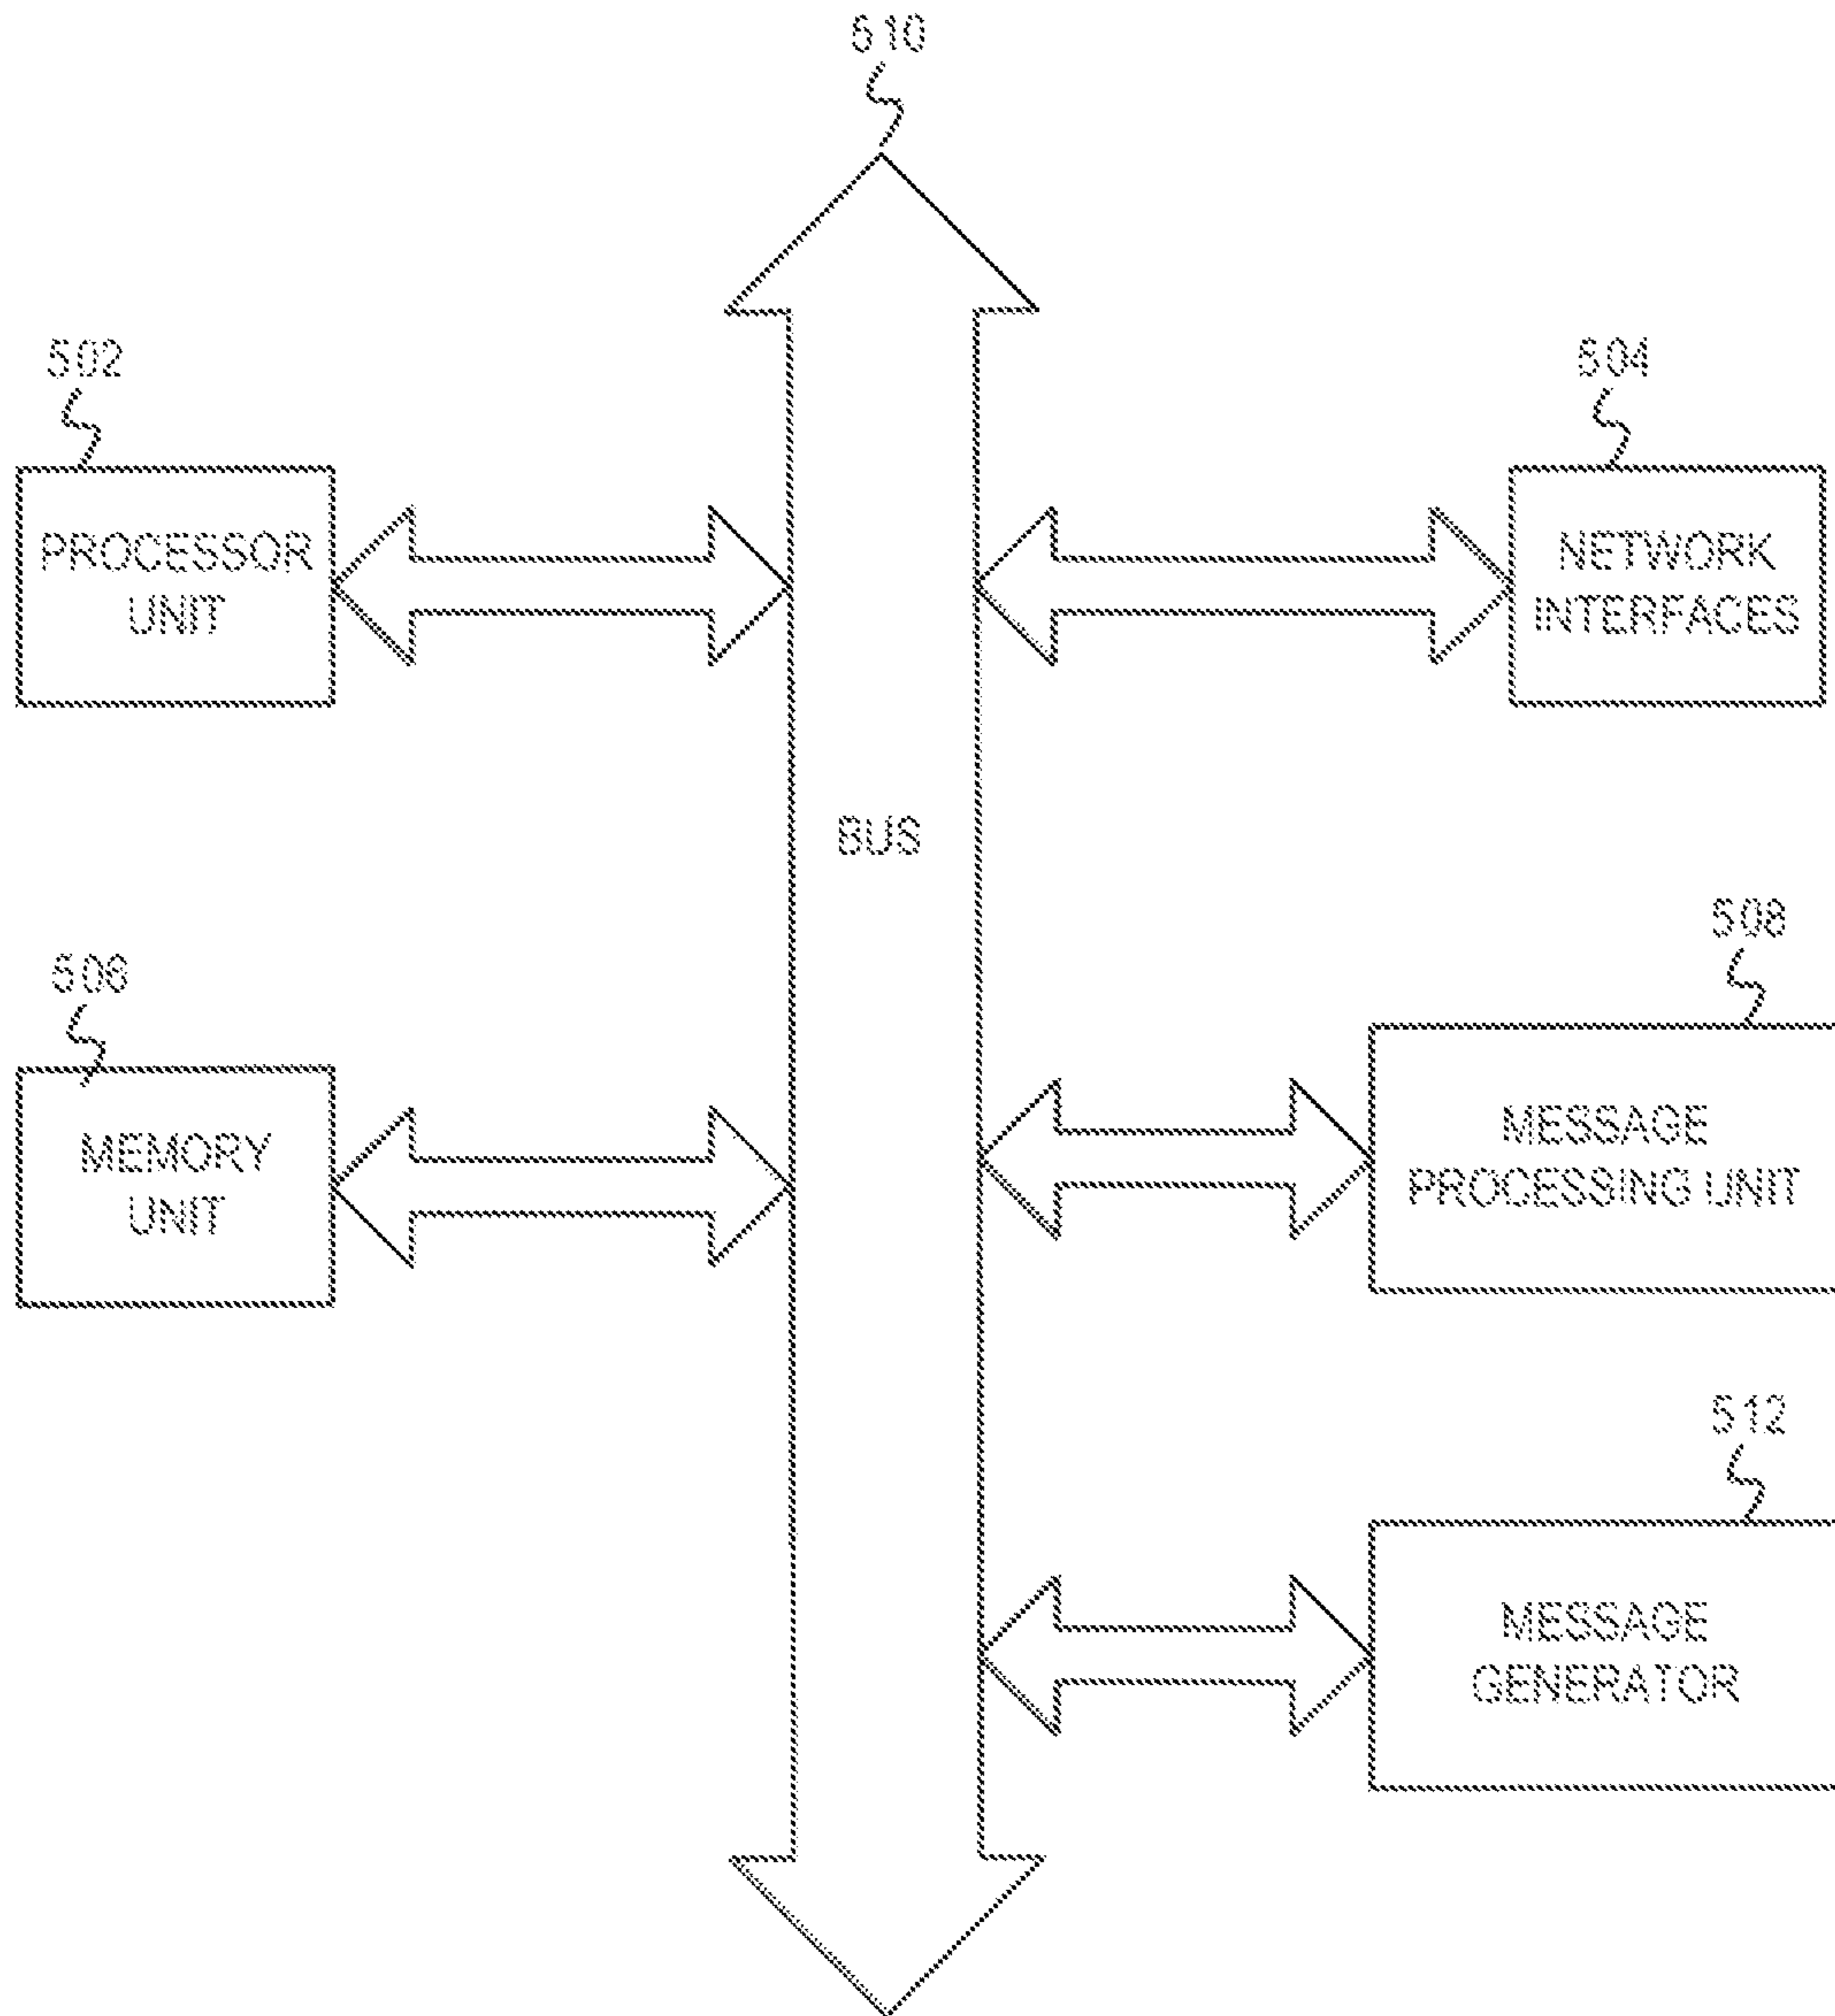 510
502
504
PROCESSOR
UNIT
NETWORK
INTERFACES
BUS
508
506
MESSAGE
PROCESSING UNIT
MEMORY
UNIT
512
MESSAGE
GENERATOR